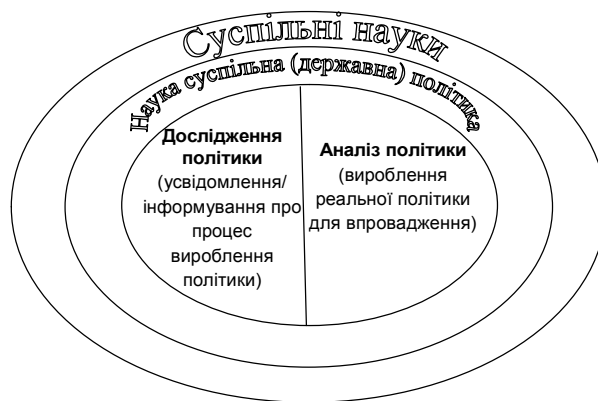 Суспільні науки
Наука суспільна (державна) політика
Дослідження
політики
(усвідомлення/
інформування про
процес
вироблення
політики)
Аналіз політики
(вироблення
реальної політики
для впровадження)